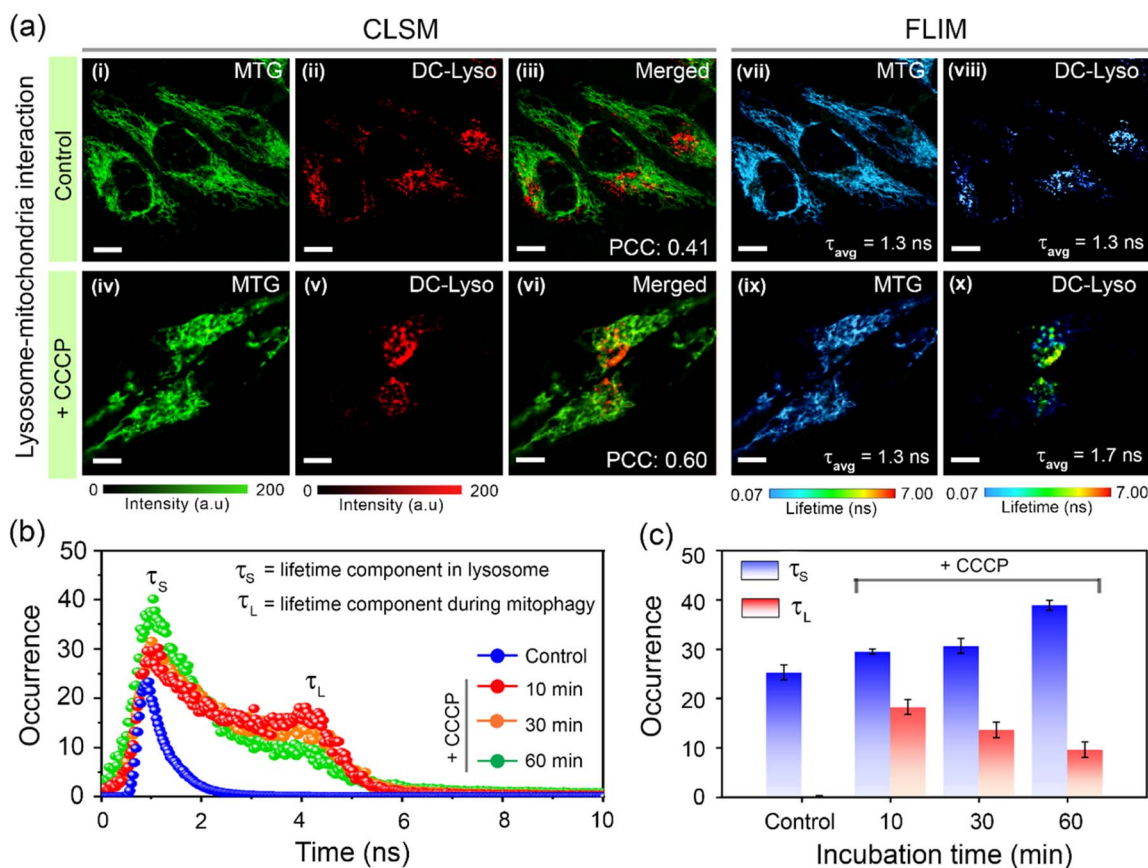 (a)
CLSM
FLIM
Lysosome-mitochondria interaction
Control
(i) MTG
(ii) DC-Lyso
(iii) Merged
PCC: 0.41
(vii) MTG
τavg = 1.3 ns
(viii) DC-Lyso
τavg = 1.3 ns
+ CCCP
(iv) MTG
(v) DC-Lyso
(vi) Merged
PCC: 0.60
(ix) MTG
τavg = 1.3 ns
(x) DC-Lyso
τavg = 1.7 ns
0 200
Intensity (a.u)
0 200
Intensity (a.u)
0.07 7.00
Lifetime (ns)
0.07 7.00
Lifetime (ns)
(b)
50
40
30
20
10
0
Occurrence
τS
τL
τS = lifetime component in lysosome
τL = lifetime component during mitophagy
Control
10 min
30 min
60 min
+ CCCP
0 2 4 6 8 10
Time (ns)
(c)
50
40
30
20
10
0
Occurrence
τS
τL
+ CCCP
Control 10 30 60
Incubation time (min)